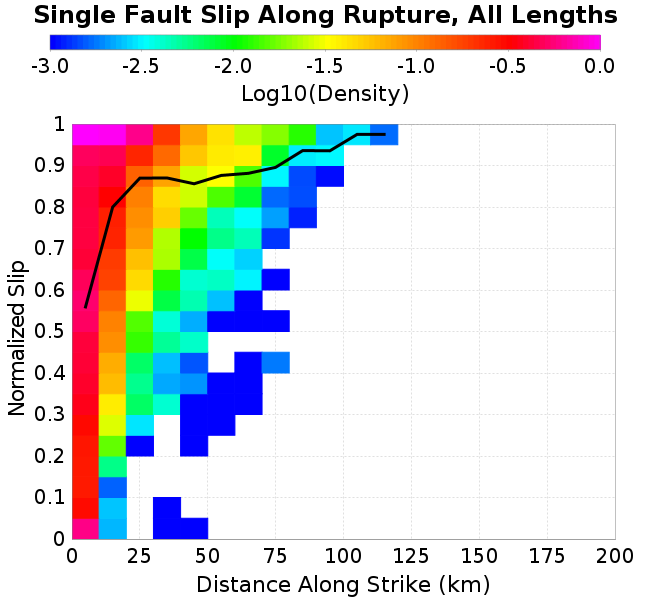 Single Fault Slip Along Rupture, All Lengths
-3.0 -2.5 -2.0 -1.5 -1.0 -0.5 0.0
Log10(Density)
1
0.9
0.8
0.7
0.6
0.5
0.4
0.3
0.2
0.1
0
Normalized Slip
0 25 50 75 100 125 150 175 200
Distance Along Strike (km)